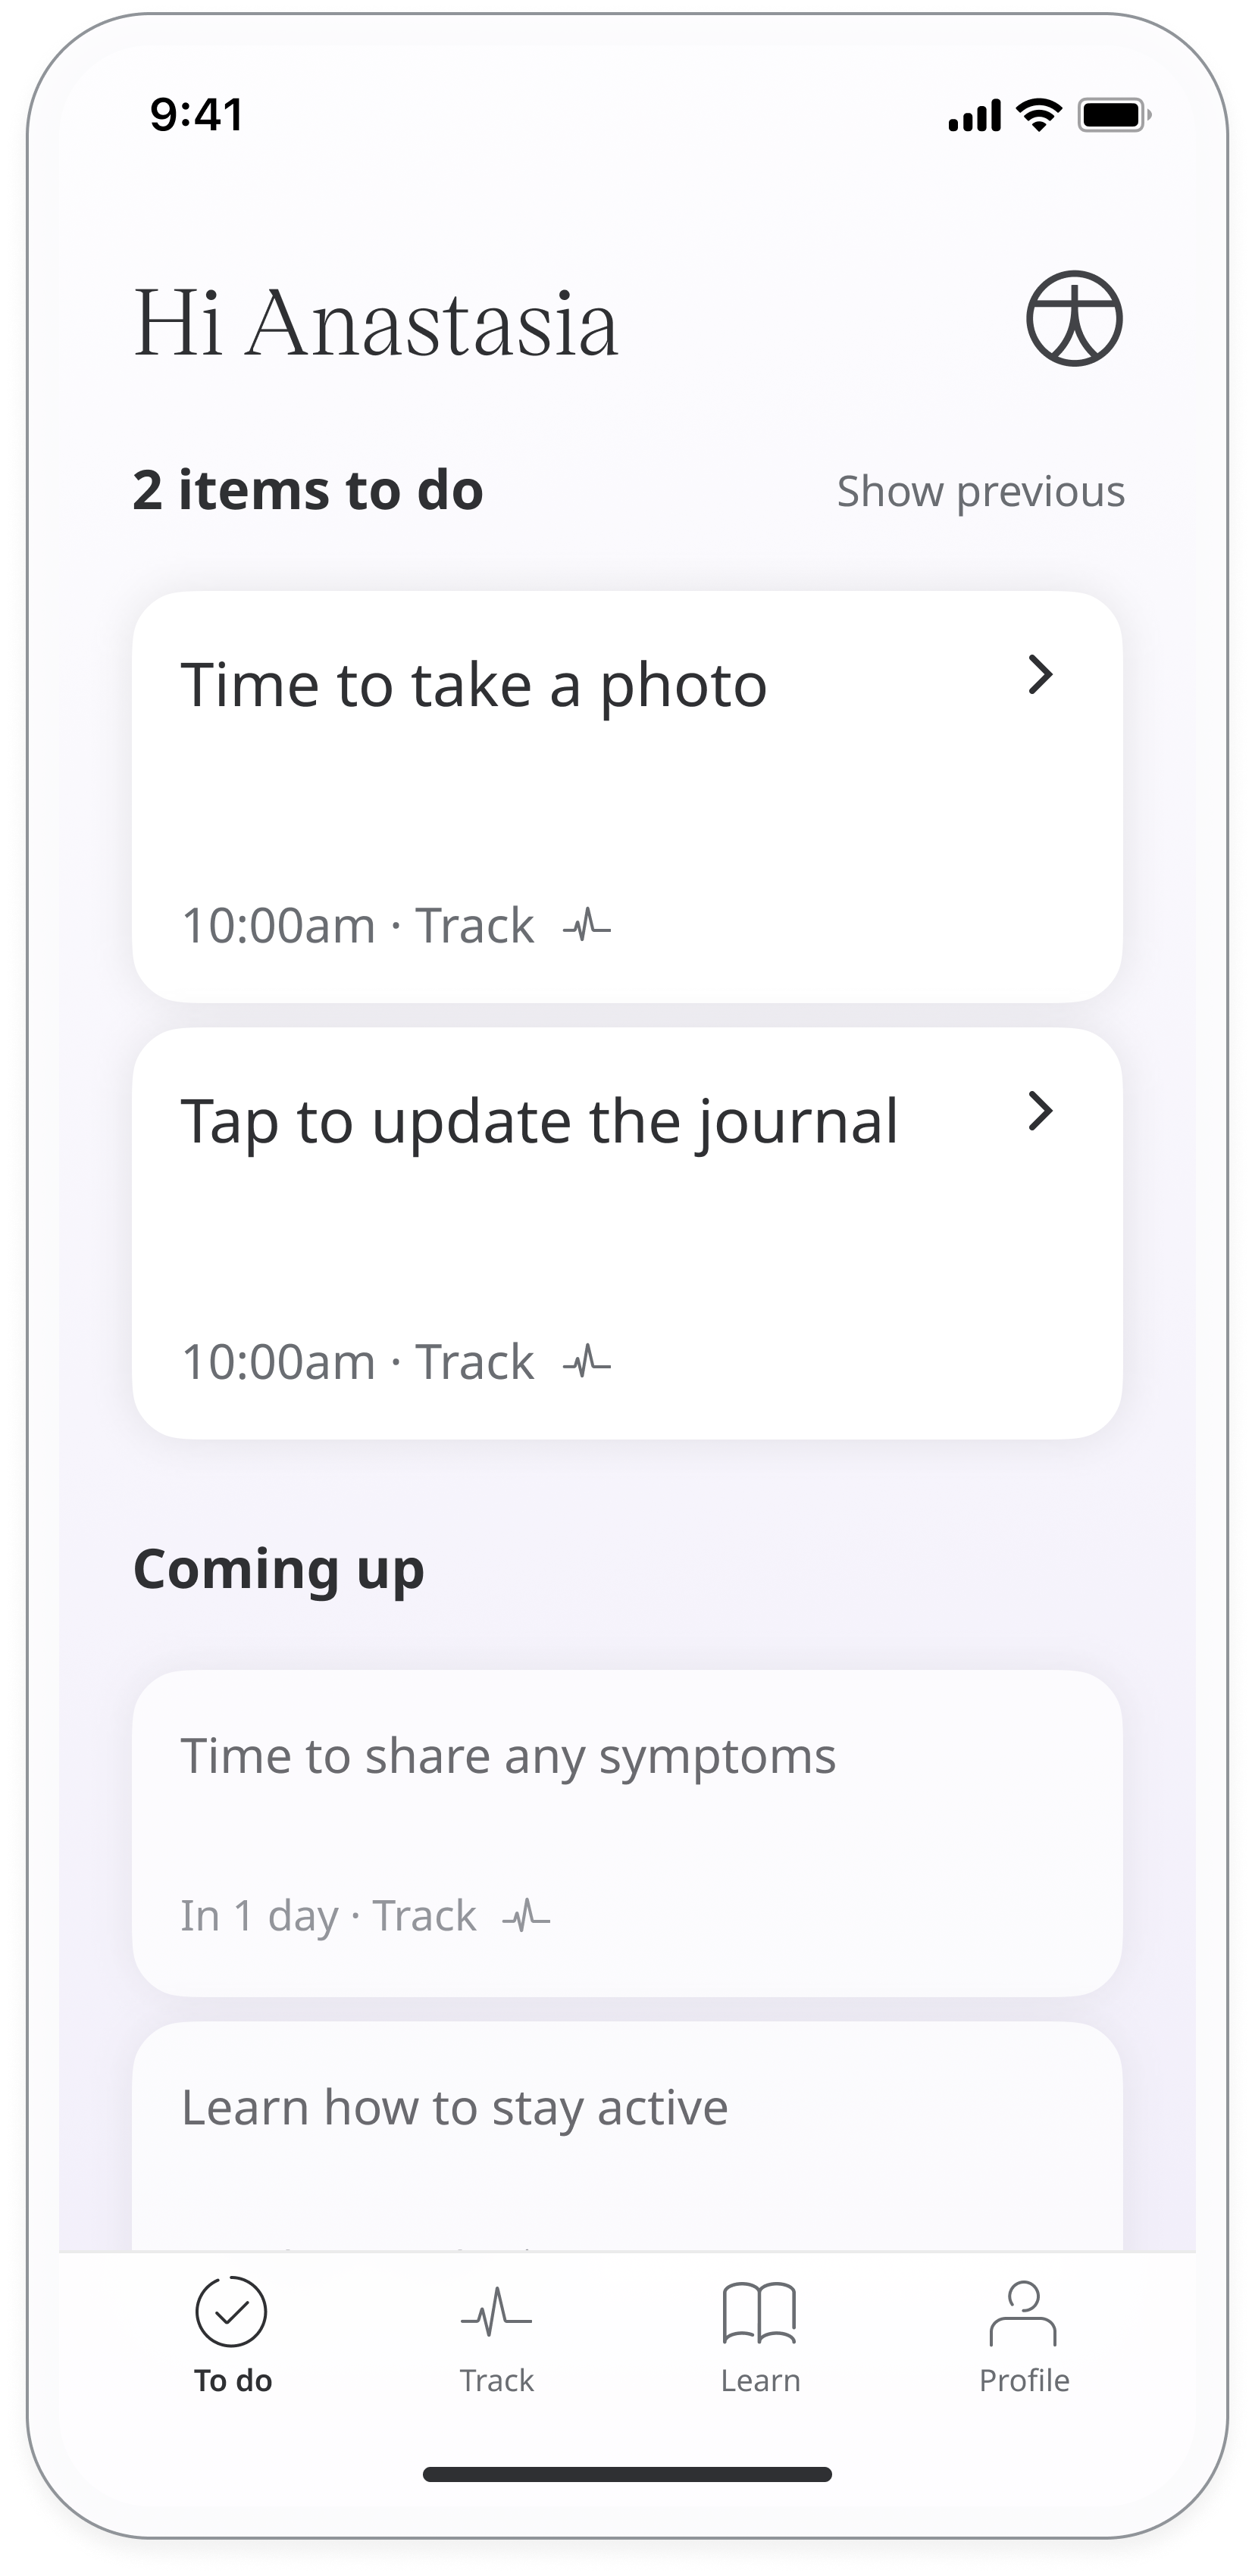 9:41
Hi Anastasia
2 items to do
Show previous
Time to take a photo
10:00am · Track
Tap to update the journal
10:00am · Track
Coming up
Time to share any symptoms
In 1 day · Track
Learn how to stay active
To do
Track
Learn
Profile